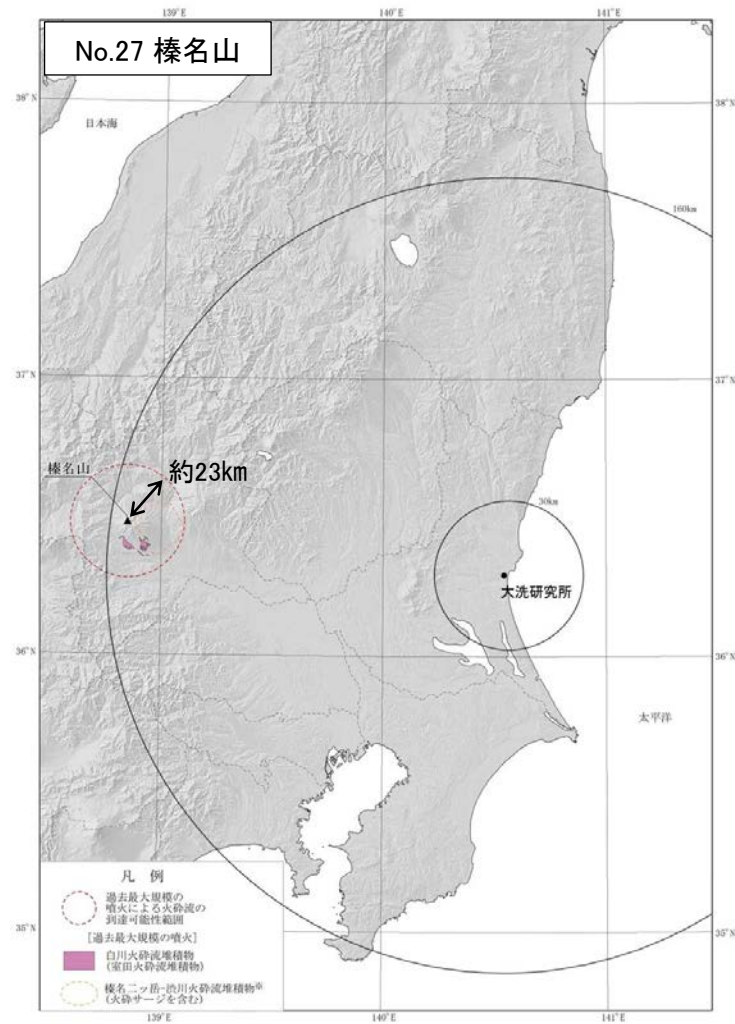 No.27 榛名山
139°E
140°E
141°E
38°N
38°N
日本海
160km
37°N
37°N
榛名山
約23km
30km
大洗研究所
36°N
36°N
太平洋
凡 例
過去最大規模の
噴火による火砕流の
到達可能性範囲
[過去最大規模の噴火]
白川火砕流堆積物
(室田火砕流堆積物)
榛名二ッ岳-渋川火砕流堆積物※
(火砕サージを含む)
35°N
35°N
139°E
140°E
141°E